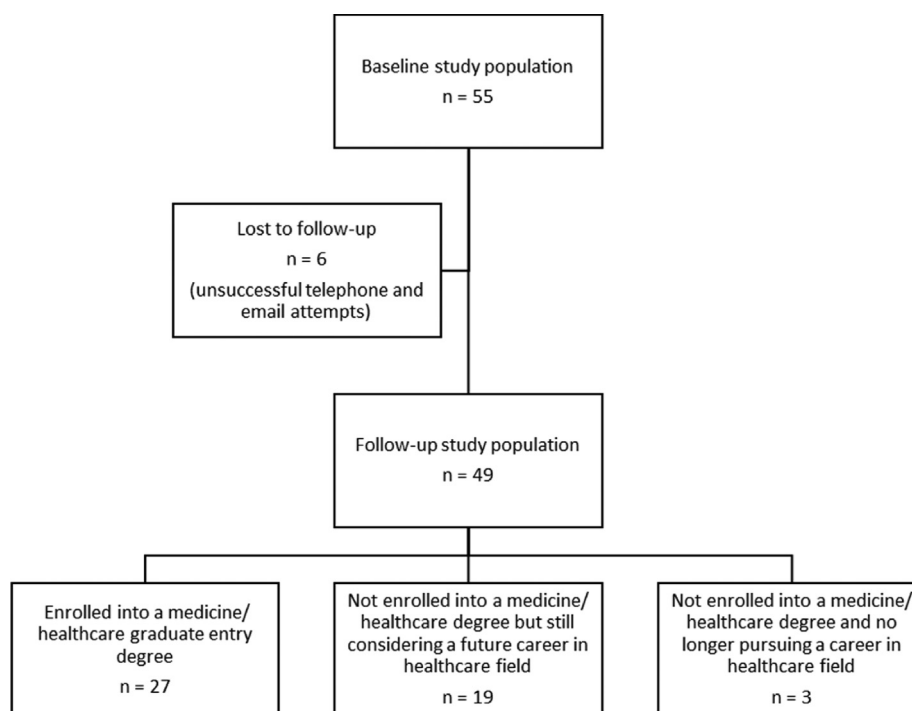 Baseline study population
n = 55
Lost to follow-up
n = 6
(unsuccessful telephone and
email attempts)
Follow-up study population
n = 49
Enrolled into a medicine/
healthcare graduate entry
degree
n = 27
Not enrolled into a medicine/
healthcare degree but still
considering a future career in
healthcare field
n = 19
Not enrolled into a medicine/
healthcare degree and no
longer pursuing a career in
healthcare field
n = 3